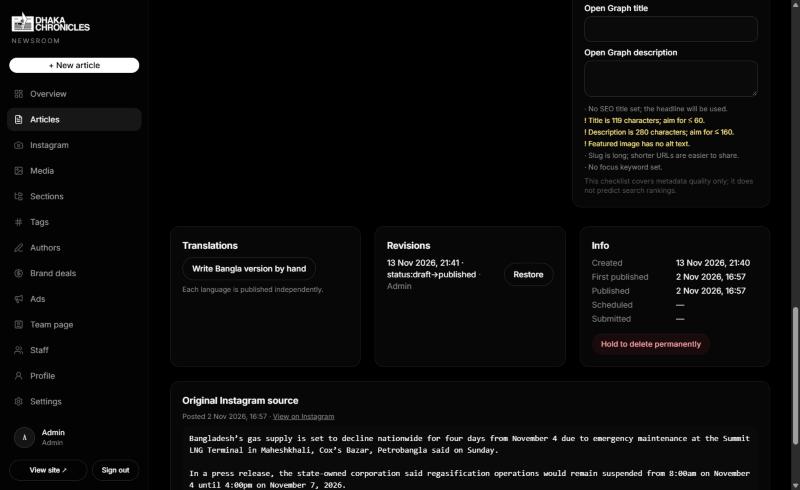 DHAKA
CHRONICLES
NEWSROOM
+ New article
Overview
Articles
Instagram
Media
Sections
Tags
Authors
Brand deals
Ads
Team page
Staff
Profile
Settings
A
Admin
Admin
View site ↗
Sign out
Open Graph title
Open Graph description
· No SEO title set; the headline will be used.
! Title is 119 characters; aim for ≤ 60.
! Description is 280 characters; aim for ≤ 160.
! Featured image has no alt text.
· Slug is long; shorter URLs are easier to share.
· No focus keyword set.
This checklist covers metadata quality only; it does
not predict search rankings.
Translations
Write Bangla version by hand
Each language is published independently.
Revisions
13 Nov 2026, 21:41 ·
status:draft→published ·
Admin
Restore
Info
Created 13 Nov 2026, 21:40
First published 2 Nov 2026, 16:57
Published 2 Nov 2026, 16:57
Scheduled —
Submitted —
Hold to delete permanently
Original Instagram source
Posted 2 Nov 2026, 16:57 · View on Instagram
Bangladesh's gas supply is set to decline nationwide for four days from November 4 due to emergency maintenance at the Summit
LNG Terminal in Maheshkhali, Cox's Bazar, Petrobangla said on Sunday.
In a press release, the state-owned corporation said regasification operations would remain suspended from 8:00am on November
4 until 4:00pm on November 7, 2026.